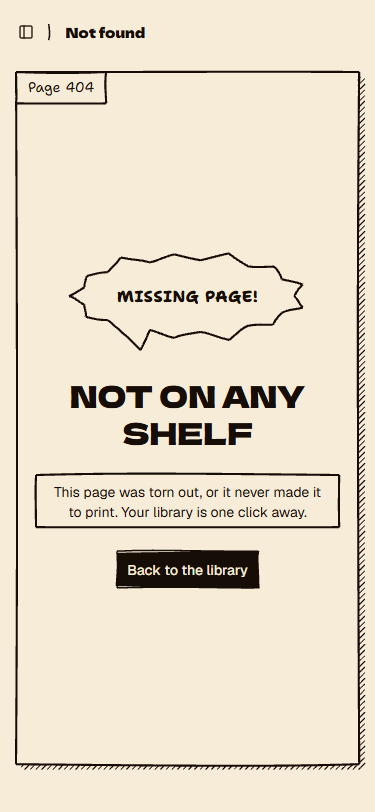 Not found
Page 404
MISSING PAGE!
NOT ON ANY
SHELF
This page was torn out, or it never made it
to print. Your library is one click away.
Back to the library